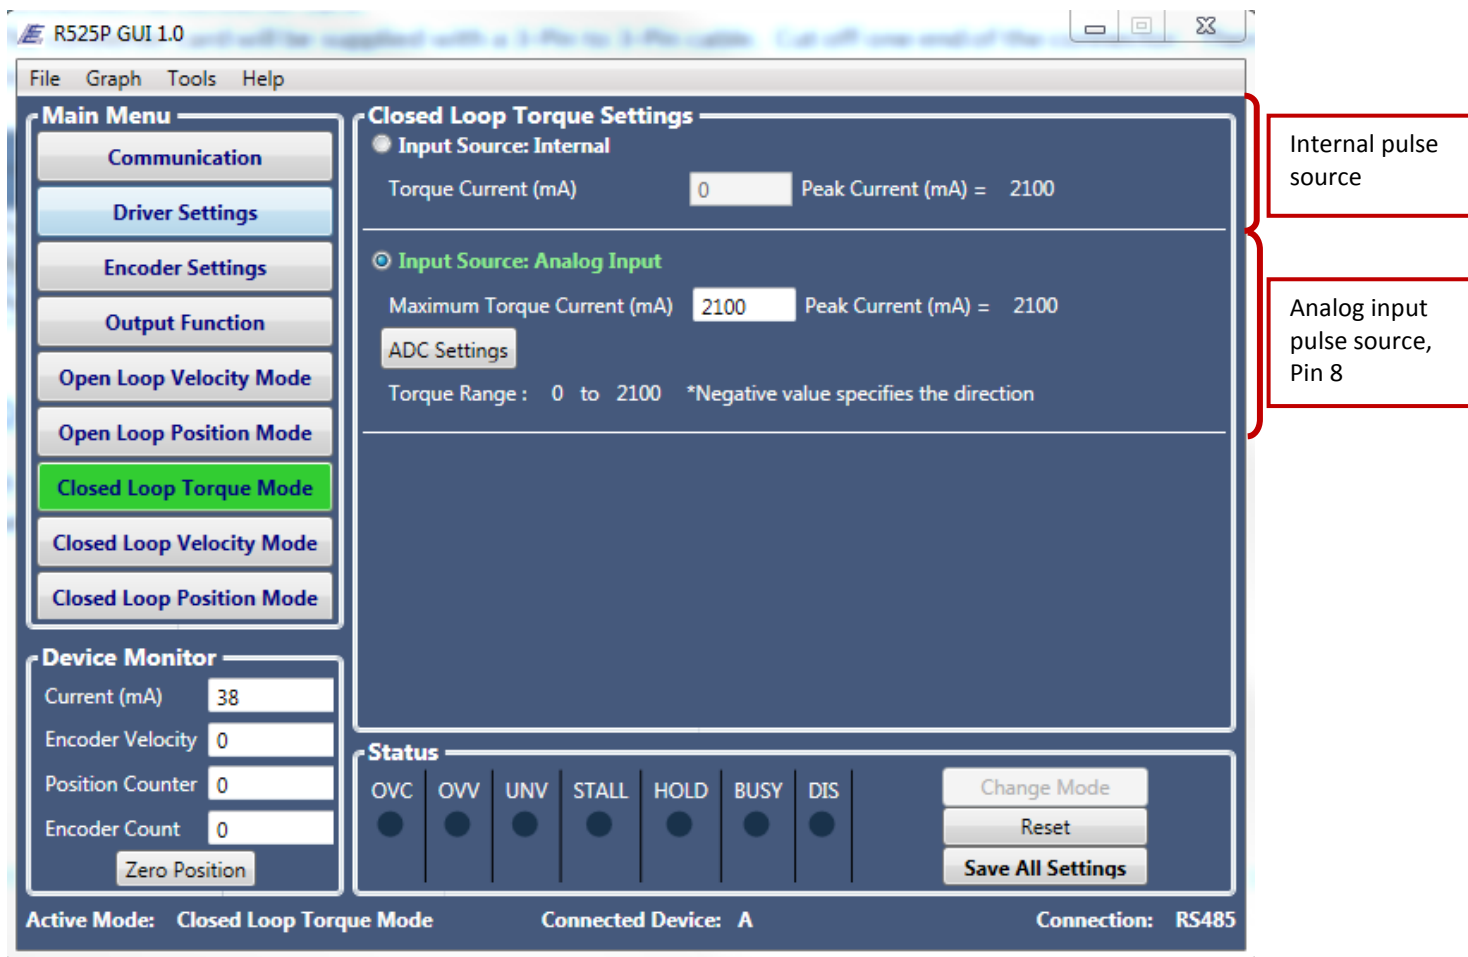 R525P GUI 1.0
File Graph Tools Help
Main Menu
Communication
Driver Settings
Encoder Settings
Output Function
Open Loop Velocity Mode
Open Loop Position Mode
Closed Loop Torque Mode
Closed Loop Velocity Mode
Closed Loop Position Mode
Closed Loop Torque Settings
Input Source: Internal
Torque Current (mA) 0 Peak Current (mA) = 2100
Input Source: Analog Input
Maximum Torque Current (mA) 2100 Peak Current (mA) = 2100
ADC Settings
Torque Range : 0 to 2100 *Negative value specifies the direction
Internal pulse
source
Analog input
pulse source,
Pin 8
Device Monitor
Current (mA) 38
Encoder Velocity 0
Position Counter 0
Encoder Count 0
Zero Position
Status
OVC OVV UNV STALL HOLD BUSY DIS
Change Mode
Reset
Save All Settings
Active Mode: Closed Loop Torque Mode Connected Device: A Connection: RS485